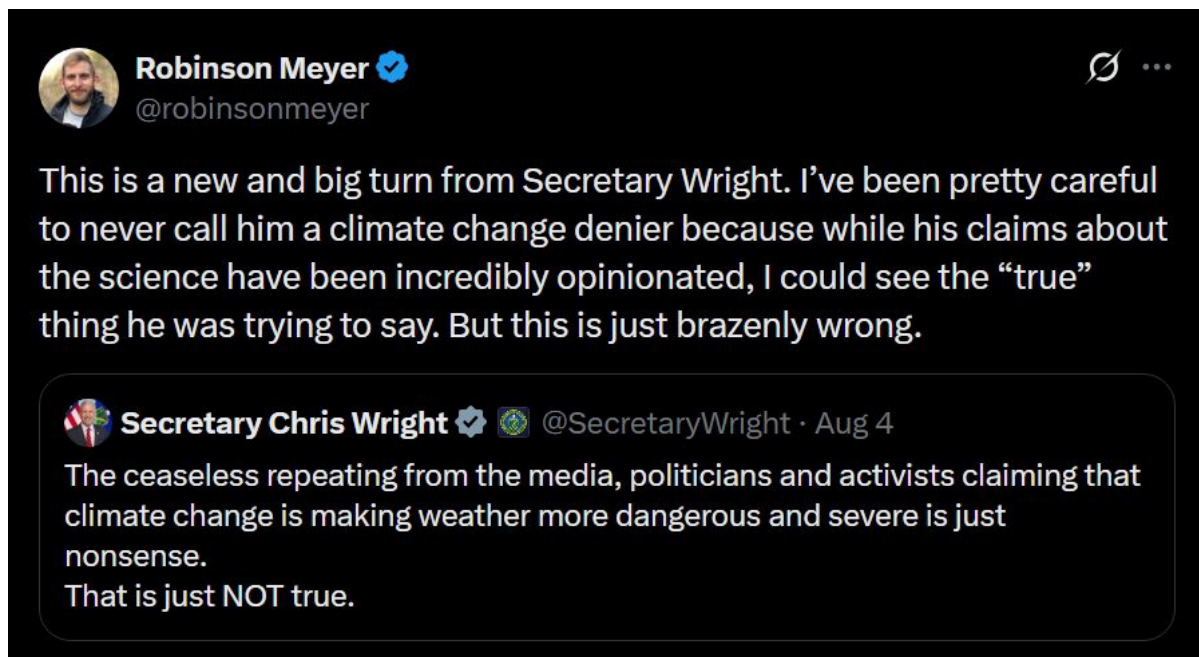 Robinson Meyer
@robinsonmeyer
This is a new and big turn from Secretary Wright. I’ve been pretty careful
to never call him a climate change denier because while his claims about
the science have been incredibly opinionated, I could see the “true”
thing he was trying to say. But this is just brazenly wrong.
Secretary Chris Wright @SecretaryWright · Aug 4
The ceaseless repeating from the media, politicians and activists claiming that
climate change is making weather more dangerous and severe is just
nonsense.
That is just NOT true.